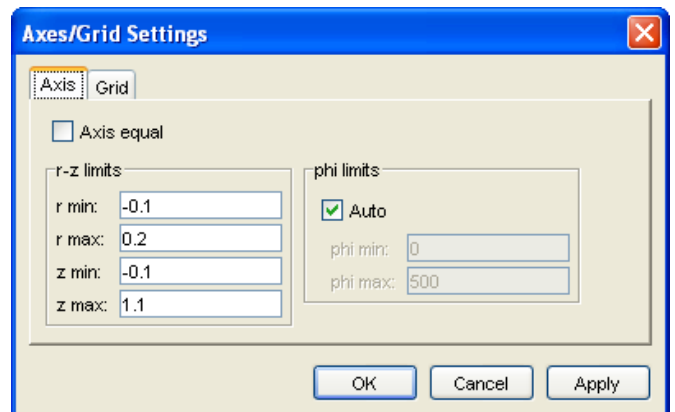 Axes/Grid Settings
Axis Grid
Axis equal
r-z limits
r min: -0.1
r max: 0.2
z min: -0.1
z max: 1.1
phi limits
Auto
phi min: 0
phi max: 500
OK Cancel Apply